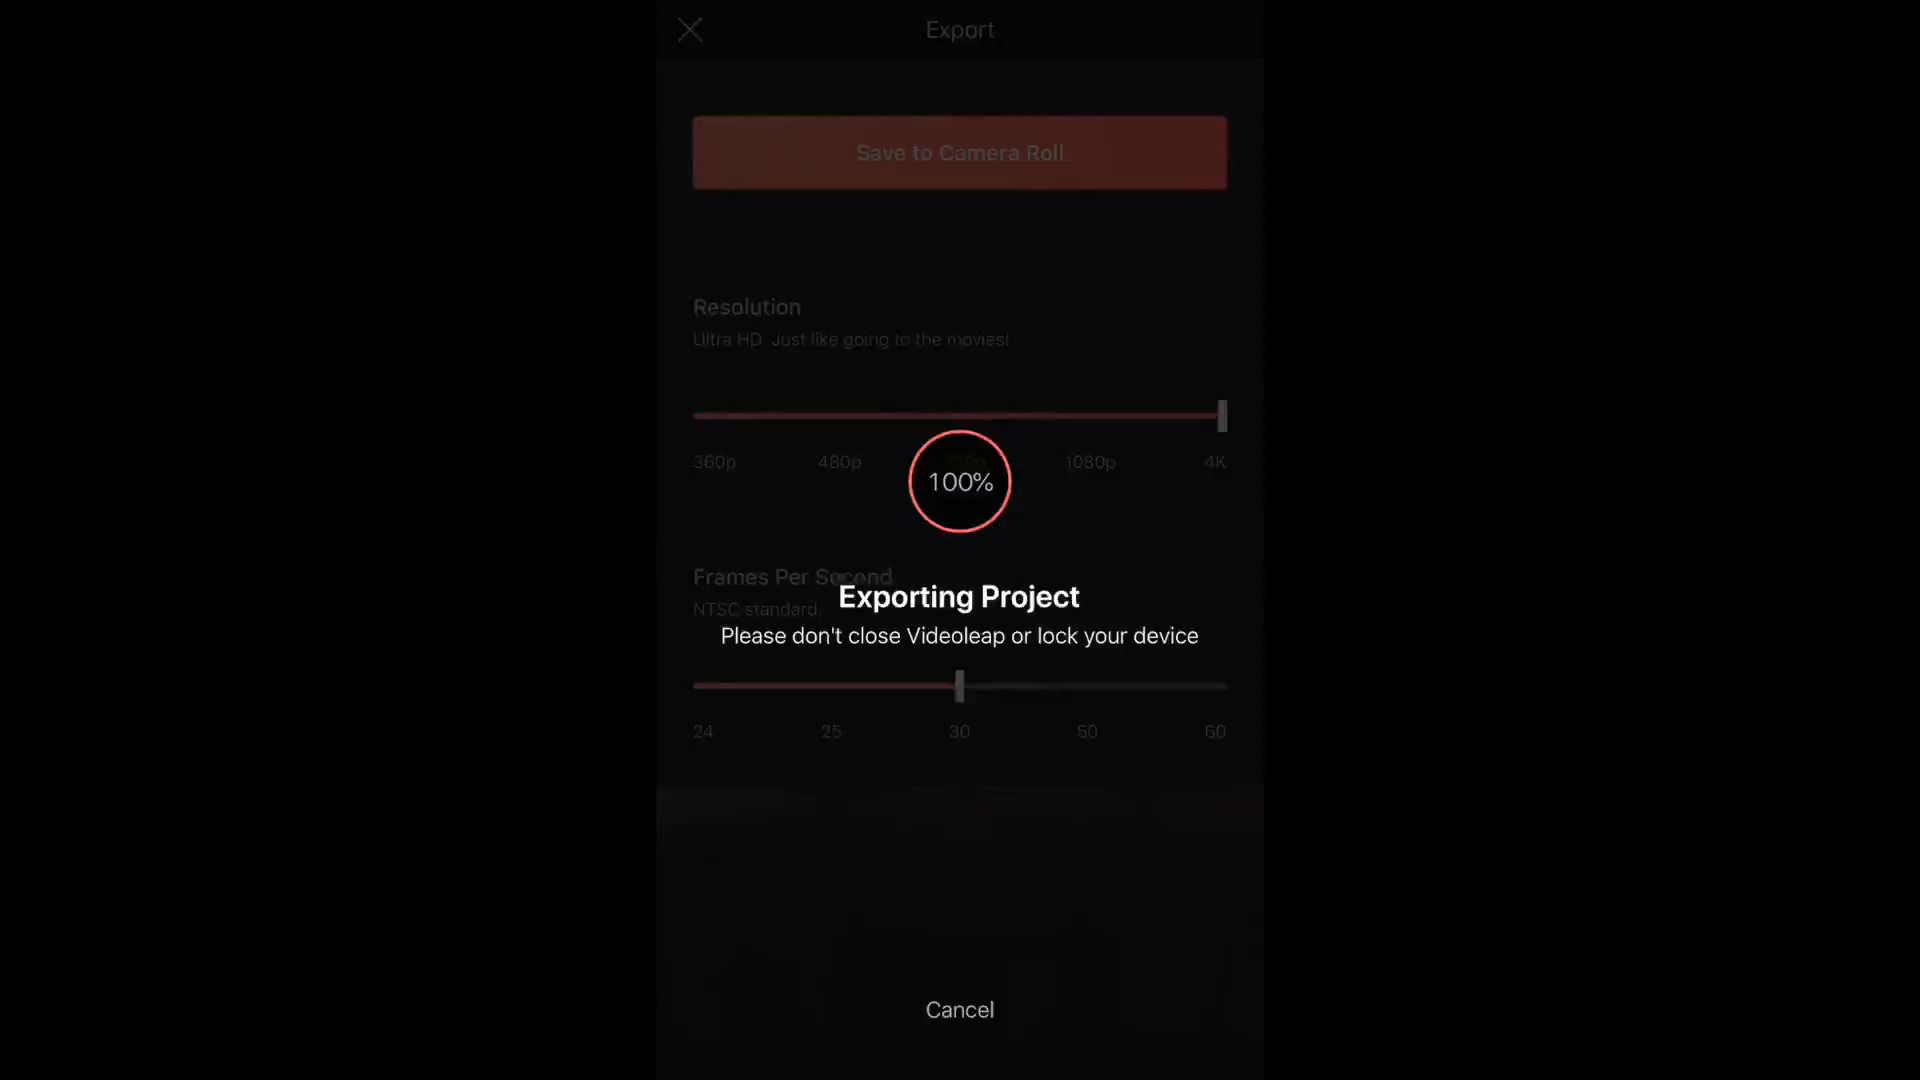 Export
Save to Camera Roll
Resolution
Ultra HD. Just like going to the movies!
360p 480p 720p 1080p 4K
100%
Frames Per Second
NTSC standard.
Exporting Project
Please don't close Videoleap or lock your device
24 25 30 50 60
Cancel